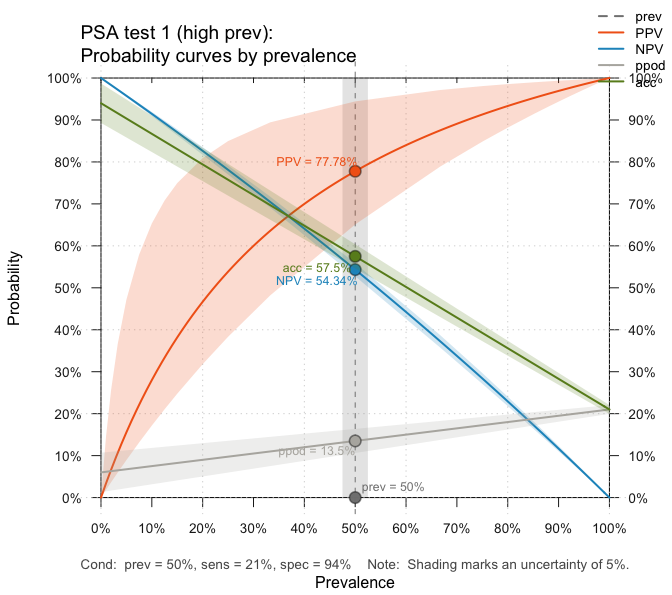 PSA test 1 (high prev):
Probability curves by prevalence
prev
PPV
NPV
ppod
acc
100% 100%
90% 90%
80% 80%
PPV = 77.78%
70% 70%
60% 60%
acc = 57.5%
NPV = 54.34%
50% 50%
40% 40%
30% 30%
20% 20%
ppod = 13.5%
10% 10%
prev = 50%
0% 0%
0% 10% 20% 30% 40% 50% 60% 70% 80% 90% 100%
Probability
Cond: prev = 50%, sens = 21%, spec = 94% Note: Shading marks an uncertainty of 5%.
Prevalence